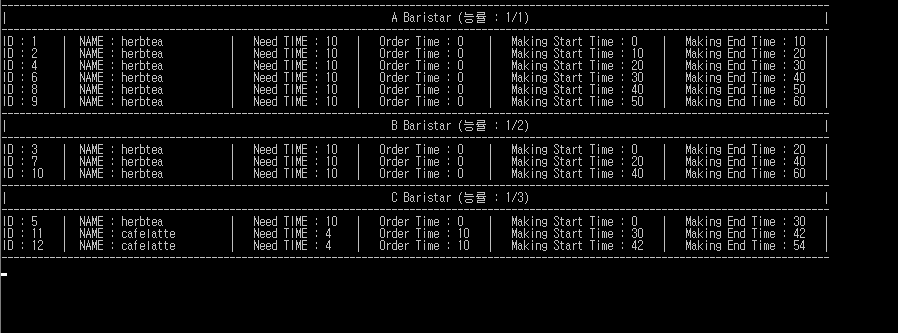 A Baristar (능률 : 1/1)
ID : 1 | NAME : herbtea | Need TIME : 10 | Order Time : 0 | Making Start Time : 0 | Making End Time : 10
ID : 2 | NAME : herbtea | Need TIME : 10 | Order Time : 0 | Making Start Time : 10 | Making End Time : 20
ID : 4 | NAME : herbtea | Need TIME : 10 | Order Time : 0 | Making Start Time : 20 | Making End Time : 30
ID : 6 | NAME : herbtea | Need TIME : 10 | Order Time : 0 | Making Start Time : 30 | Making End Time : 40
ID : 8 | NAME : herbtea | Need TIME : 10 | Order Time : 0 | Making Start Time : 40 | Making End Time : 50
ID : 9 | NAME : herbtea | Need TIME : 10 | Order Time : 0 | Making Start Time : 50 | Making End Time : 60
B Baristar (능률 : 1/2)
ID : 3 | NAME : herbtea | Need TIME : 10 | Order Time : 0 | Making Start Time : 0 | Making End Time : 20
ID : 7 | NAME : herbtea | Need TIME : 10 | Order Time : 0 | Making Start Time : 20 | Making End Time : 40
ID : 10 | NAME : herbtea | Need TIME : 10 | Order Time : 0 | Making Start Time : 40 | Making End Time : 60
C Baristar (능률 : 1/3)
ID : 5 | NAME : herbtea | Need TIME : 10 | Order Time : 0 | Making Start Time : 0 | Making End Time : 30
ID : 11 | NAME : cafelatte | Need TIME : 4 | Order Time : 10 | Making Start Time : 30 | Making End Time : 42
ID : 12 | NAME : cafelatte | Need TIME : 4 | Order Time : 10 | Making Start Time : 42 | Making End Time : 54